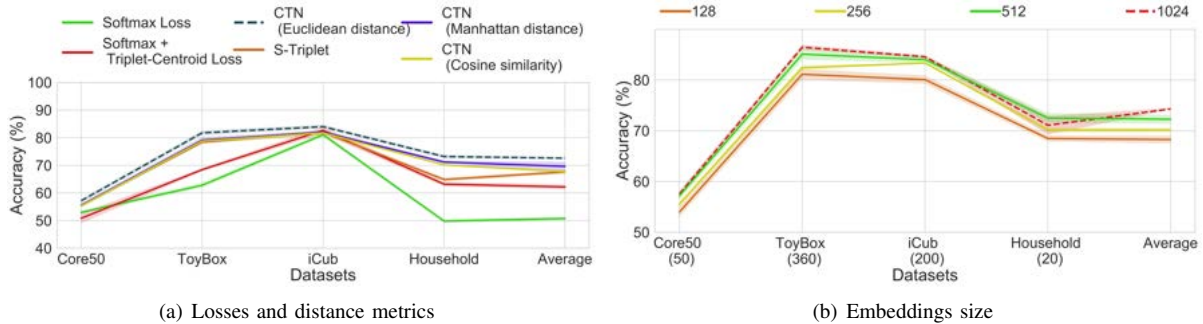 Softmax Loss
Softmax +
Triplet-Centroid Loss
CTN
(Euclidean distance)
S-Triplet
CTN
(Manhattan distance)
CTN
(Cosine similarity)
100
90
80
70
60
50
40
Accuracy (%)
Core50 ToyBox iCub Household Average
Datasets
(a) Losses and distance metrics
128 256 512 1024
80
70
60
50
Accuracy (%)
Core50 ToyBox iCub Household Average
(50) (360) (200) (20)
Datasets
(b) Embeddings size